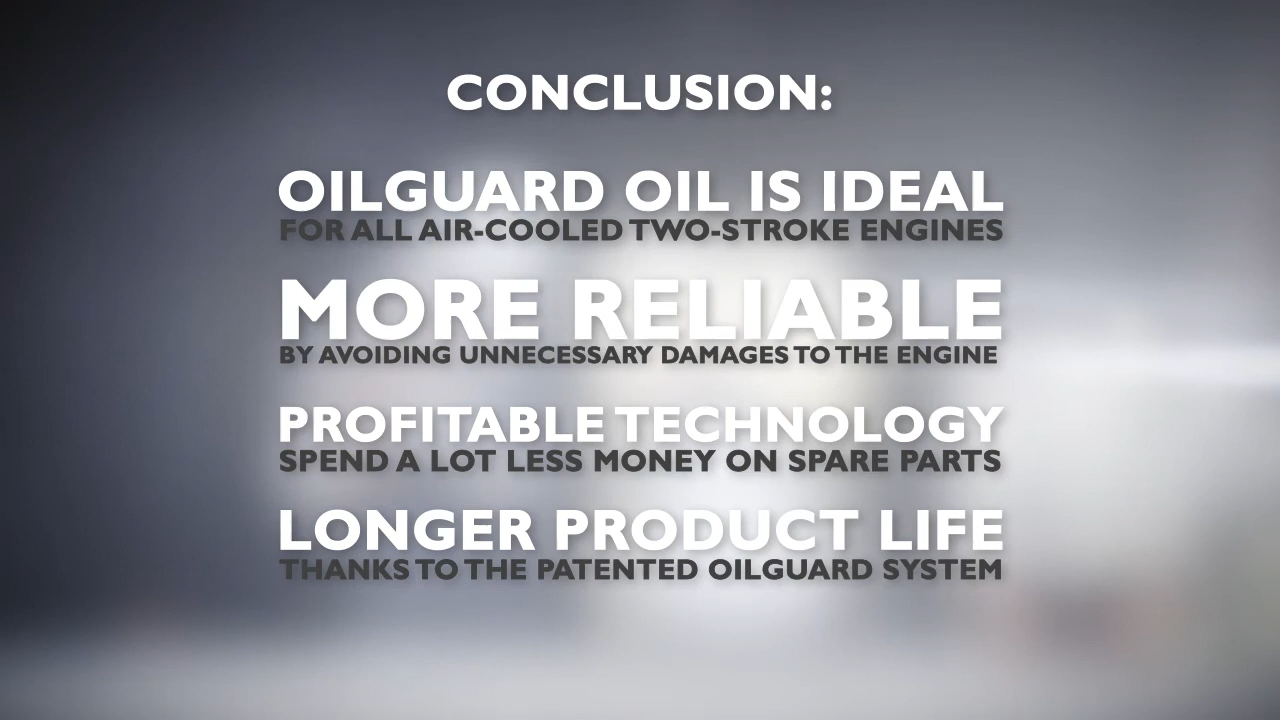 CONCLUSION:
OILGUARD OIL IS IDEAL
FOR ALL AIR-COOLED TWO-STROKE ENGINES
MORE RELIABLE
BY AVOIDING UNNECESSARY DAMAGES TO THE ENGINE
PROFITABLE TECHNOLOGY
SPEND A LOT LESS MONEY ON SPARE PARTS
LONGER PRODUCT LIFE
THANKS TO THE PATENTED OILGUARD SYSTEM